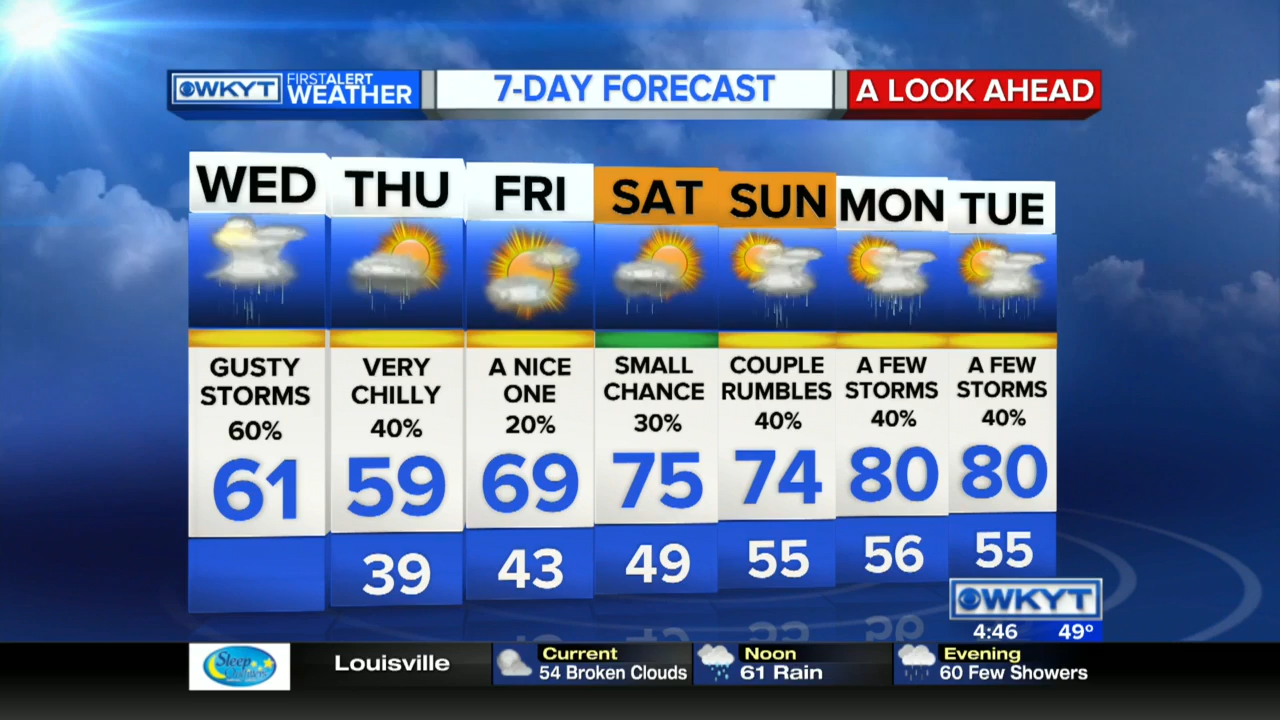 WKYT FIRST ALERT WEATHER
7-DAY FORECAST
A LOOK AHEAD
WED THU FRI SAT SUN MON TUE
GUSTY STORMS
60%
61
VERY CHILLY
40%
59
39
A NICE ONE
20%
69
43
SMALL CHANCE
30%
75
49
COUPLE RUMBLES
40%
74
55
A FEW STORMS
40%
80
56
A FEW STORMS
40%
80
55
WKYT
4:46 49°
Sleep
Louisville
Current
54 Broken Clouds
Noon
61 Rain
Evening
60 Few Showers